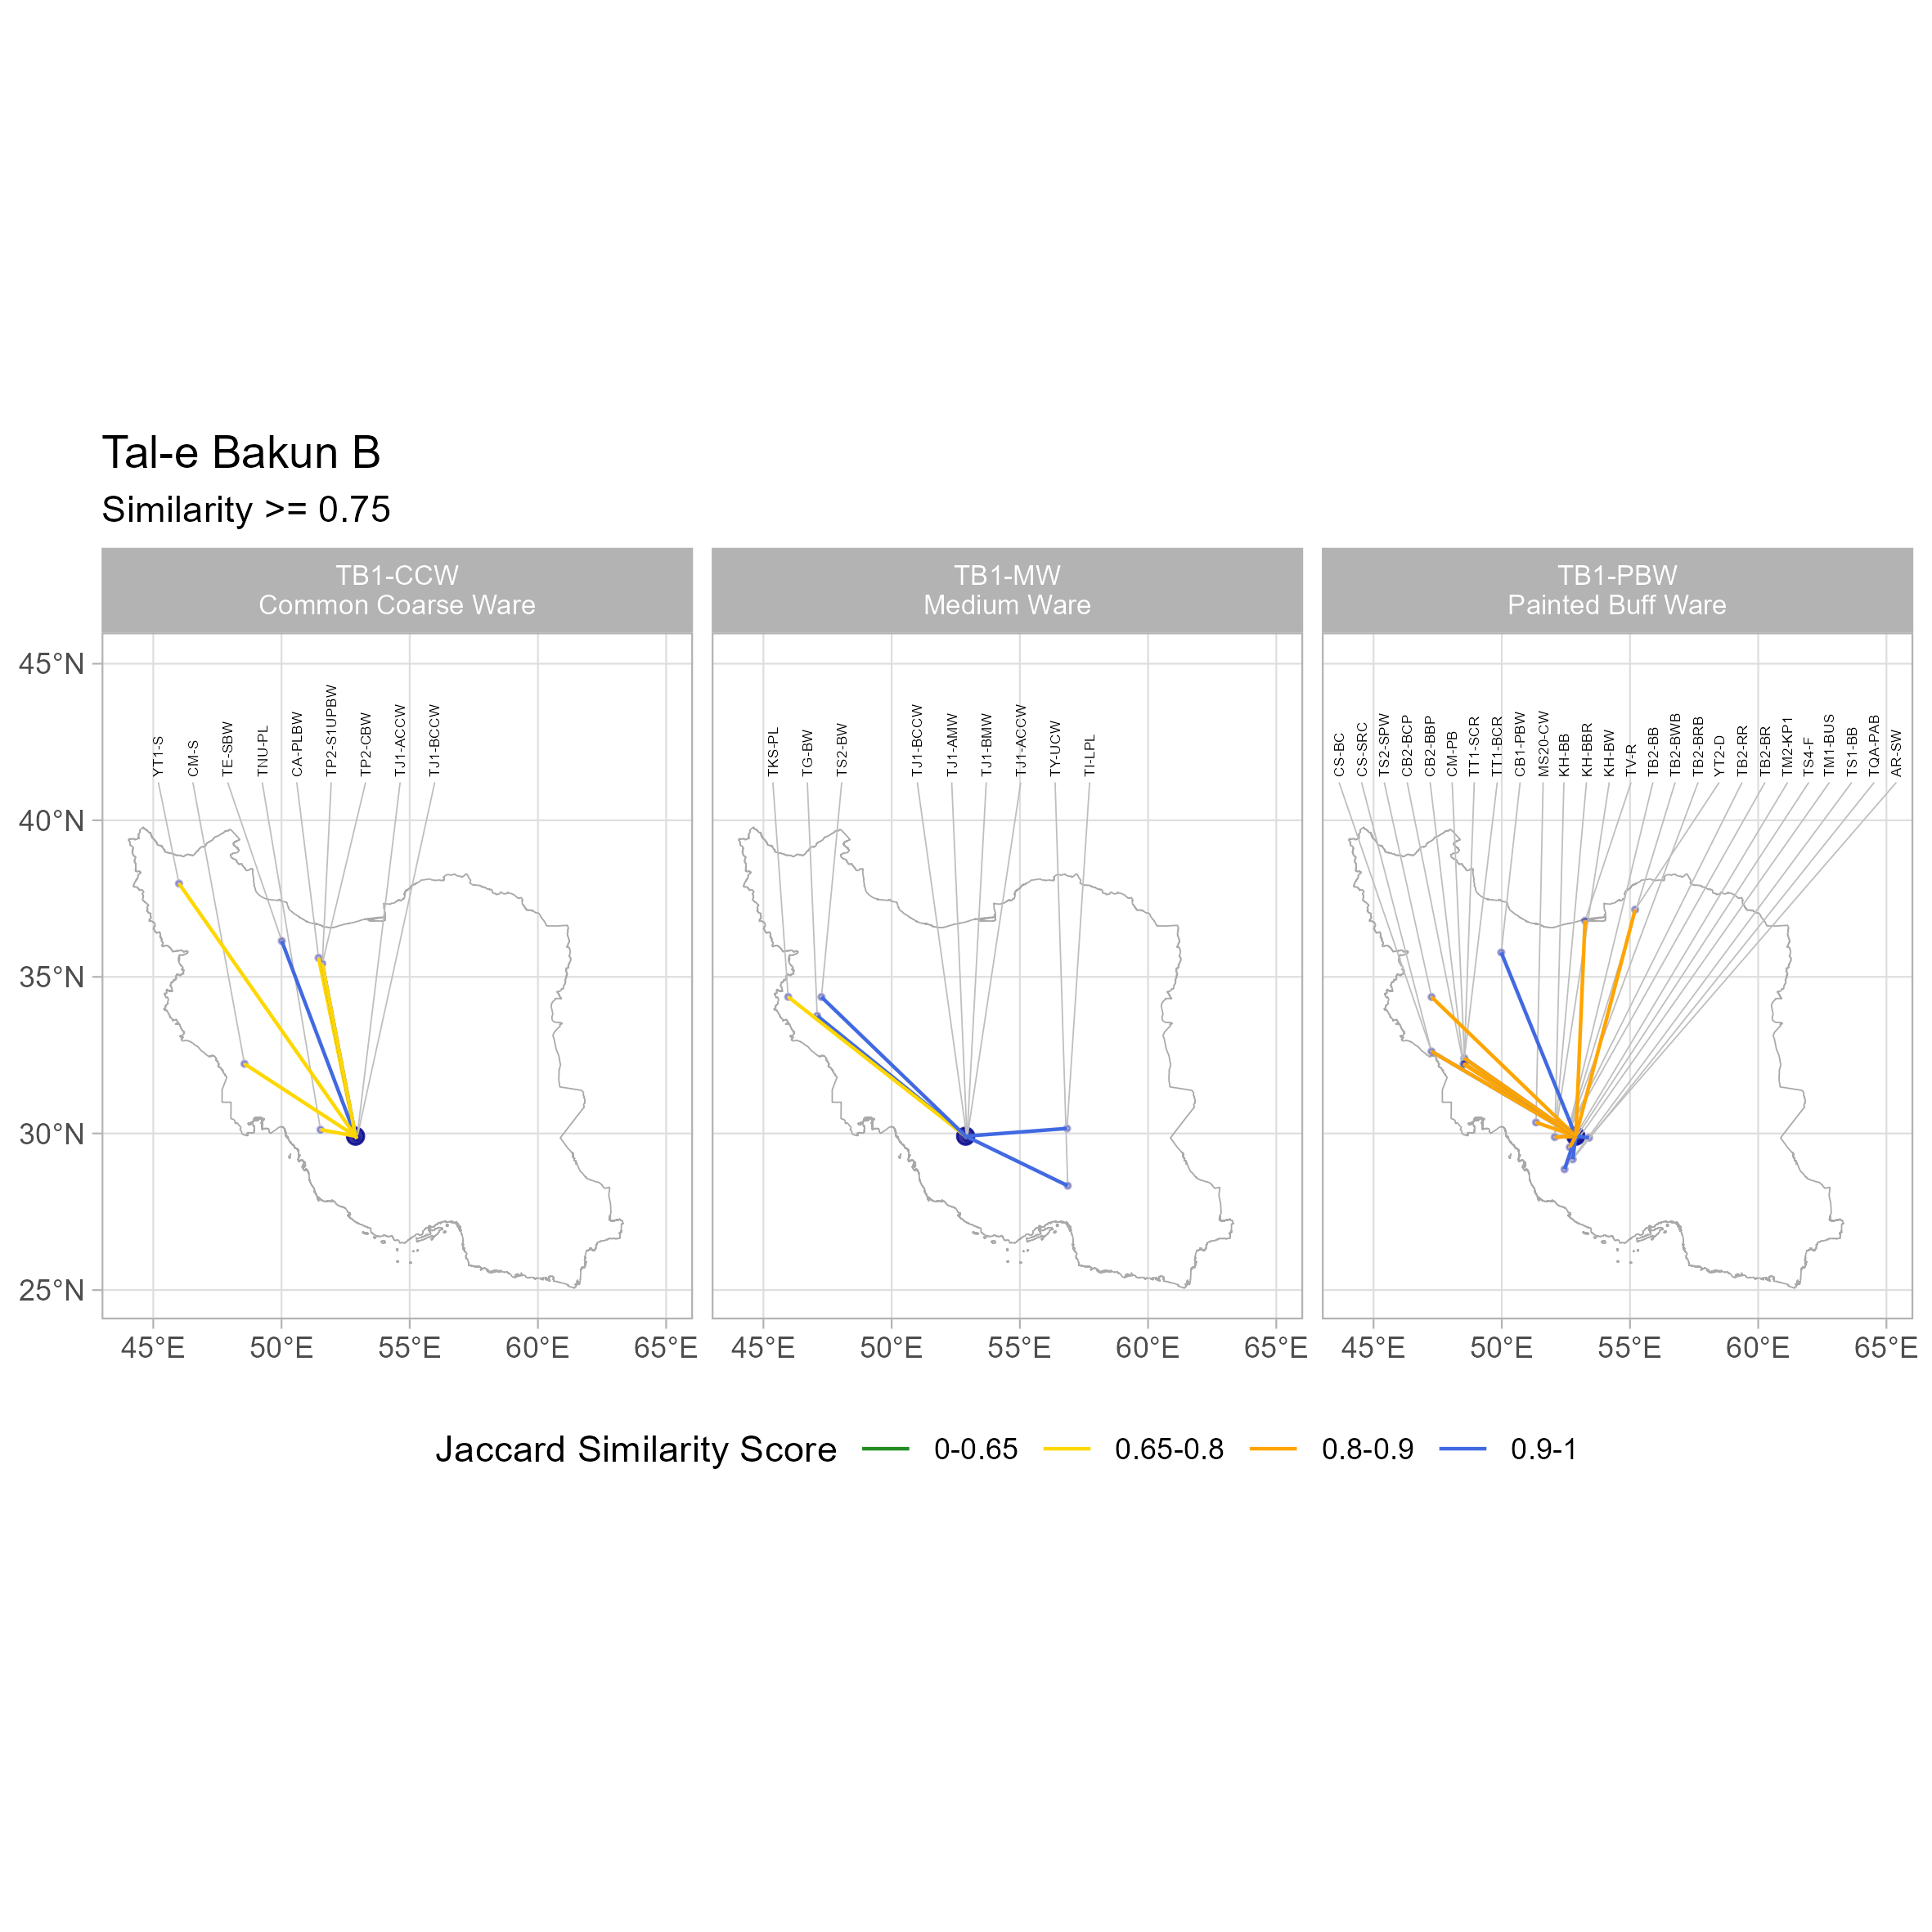 Tal-e Bakun B
Similarity >= 0.75
TB1-CCW
Common Coarse Ware
TB1-MW
Medium Ware
TB1-PBW
Painted Buff Ware
45°N
40°N
35°N
30°N
25°N
YT1-S
CM-S
TE-SBW
TNU-PL
CA-PLBW
TP2-S1UPBW
TP2-CBW
TJ1-ACCW
TJ1-BCCW
TKS-PL
TG-BW
TS2-BW
TJ1-BCCW
TJ1-AMW
TJ1-BMW
TJ1-ACCW
TY-UCW
TI-LPL
CS-BC
CS-SRC
TS2-SPW
CB2-BCP
CB2-BBP
CM-PB
TT1-SCR
TT1-BCR
CB1-PBW
MS20-CW
KH-BB
KH-BBR
KH-BW
TV-R
TB2-BB
TB2-BWB
TB2-BRB
YT2-D
TB2-RR
TB2-BR
TM2-KP1
TS4-F
TM1-BUS
TS1-BB
TQA-PAB
AR-SW
45°E 50°E 55°E 60°E 65°E
45°E 50°E 55°E 60°E 65°E
45°E 50°E 55°E 60°E 65°E
Jaccard Similarity Score 0-0.65 0.65-0.8 0.8-0.9 0.9-1